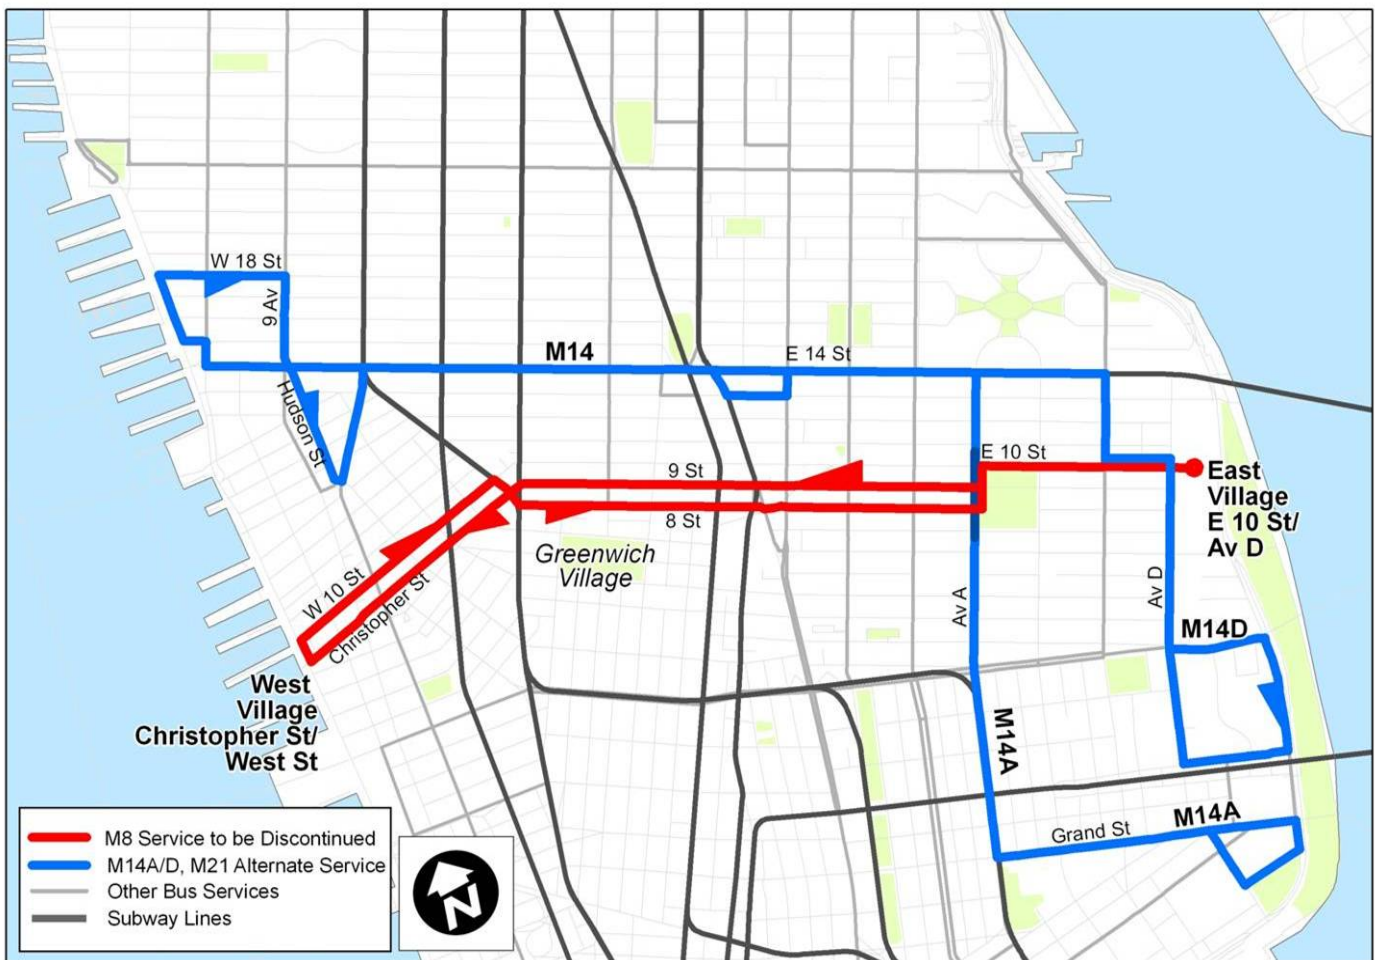 W 18 St
9 Av
M14
E 14 St
Hudson St
E 10 St
9 St
8 St
East
Village
E 10 St/
Av D
Greenwich
Village
W 10 St
Christopher St
Av A
Av D
M14D
West
Village
Christopher St/
West St
M14A
M14A
Grand St
M8 Service to be Discontinued
M14A/D, M21 Alternate Service
Other Bus Services
Subway Lines
N